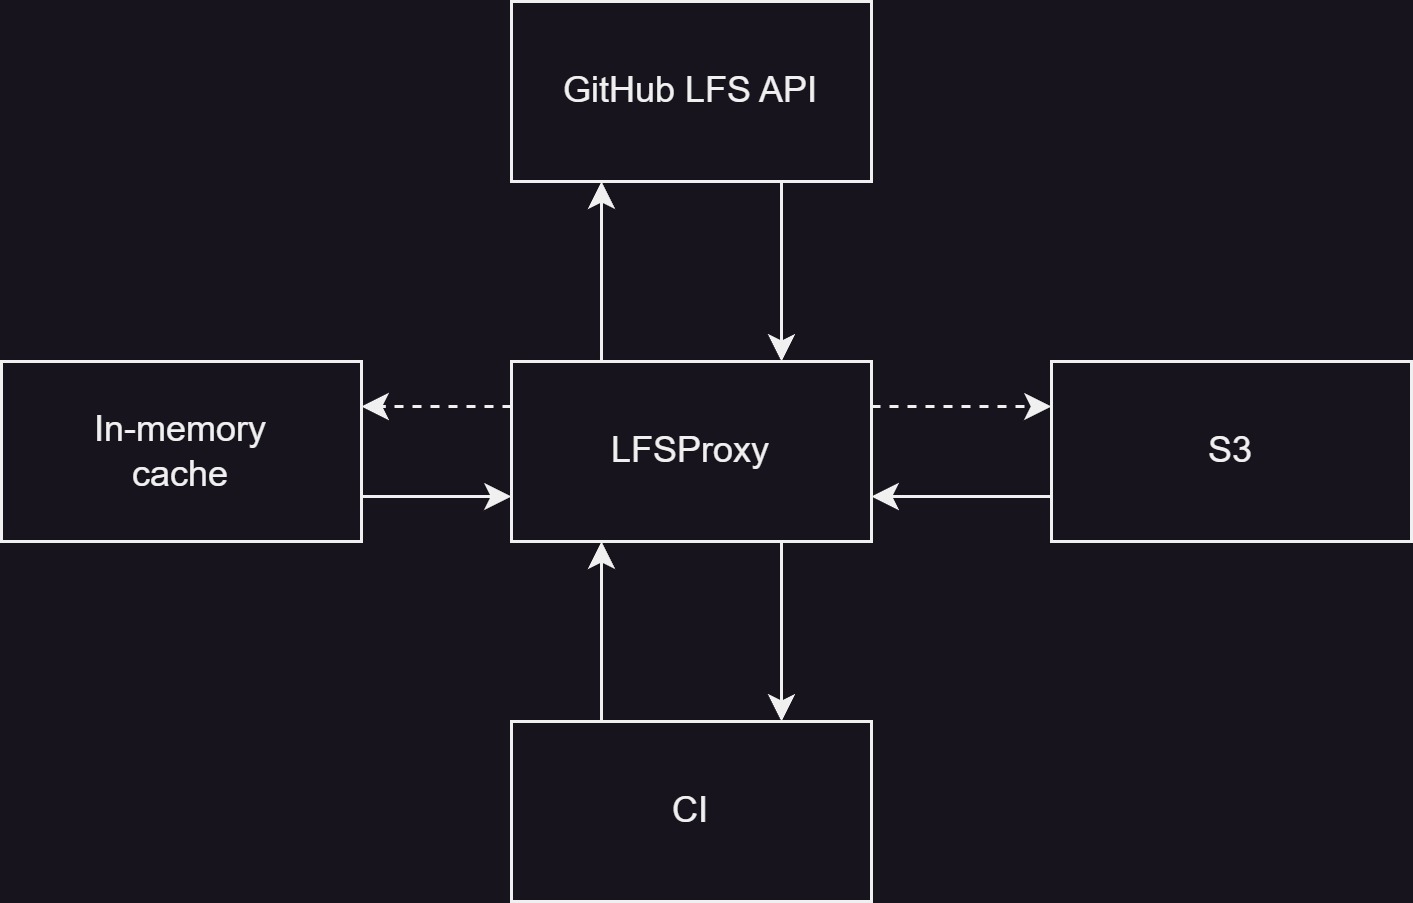 GitHub LFS API
In-memory
cache
LFSProxy
S3
CI